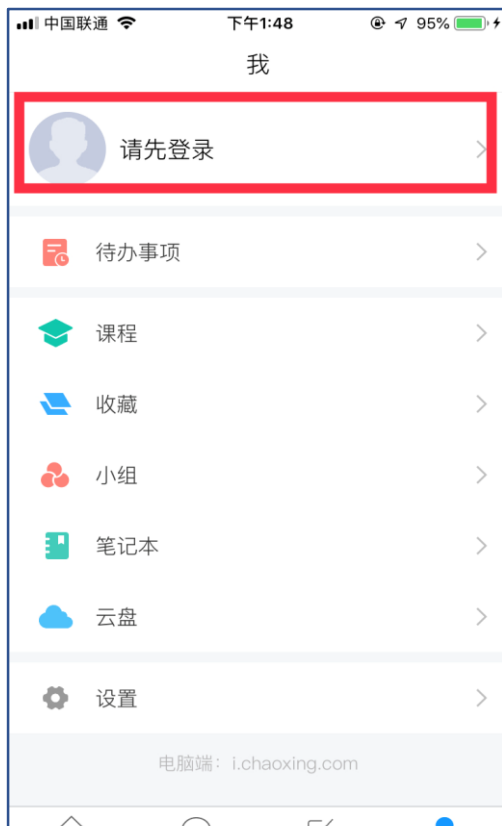 中国联通 下午1:48 95%
我
请先登录
待办事项
课程
收藏
小组
笔记本
云盘
设置
电脑端：i.chaoxing.com